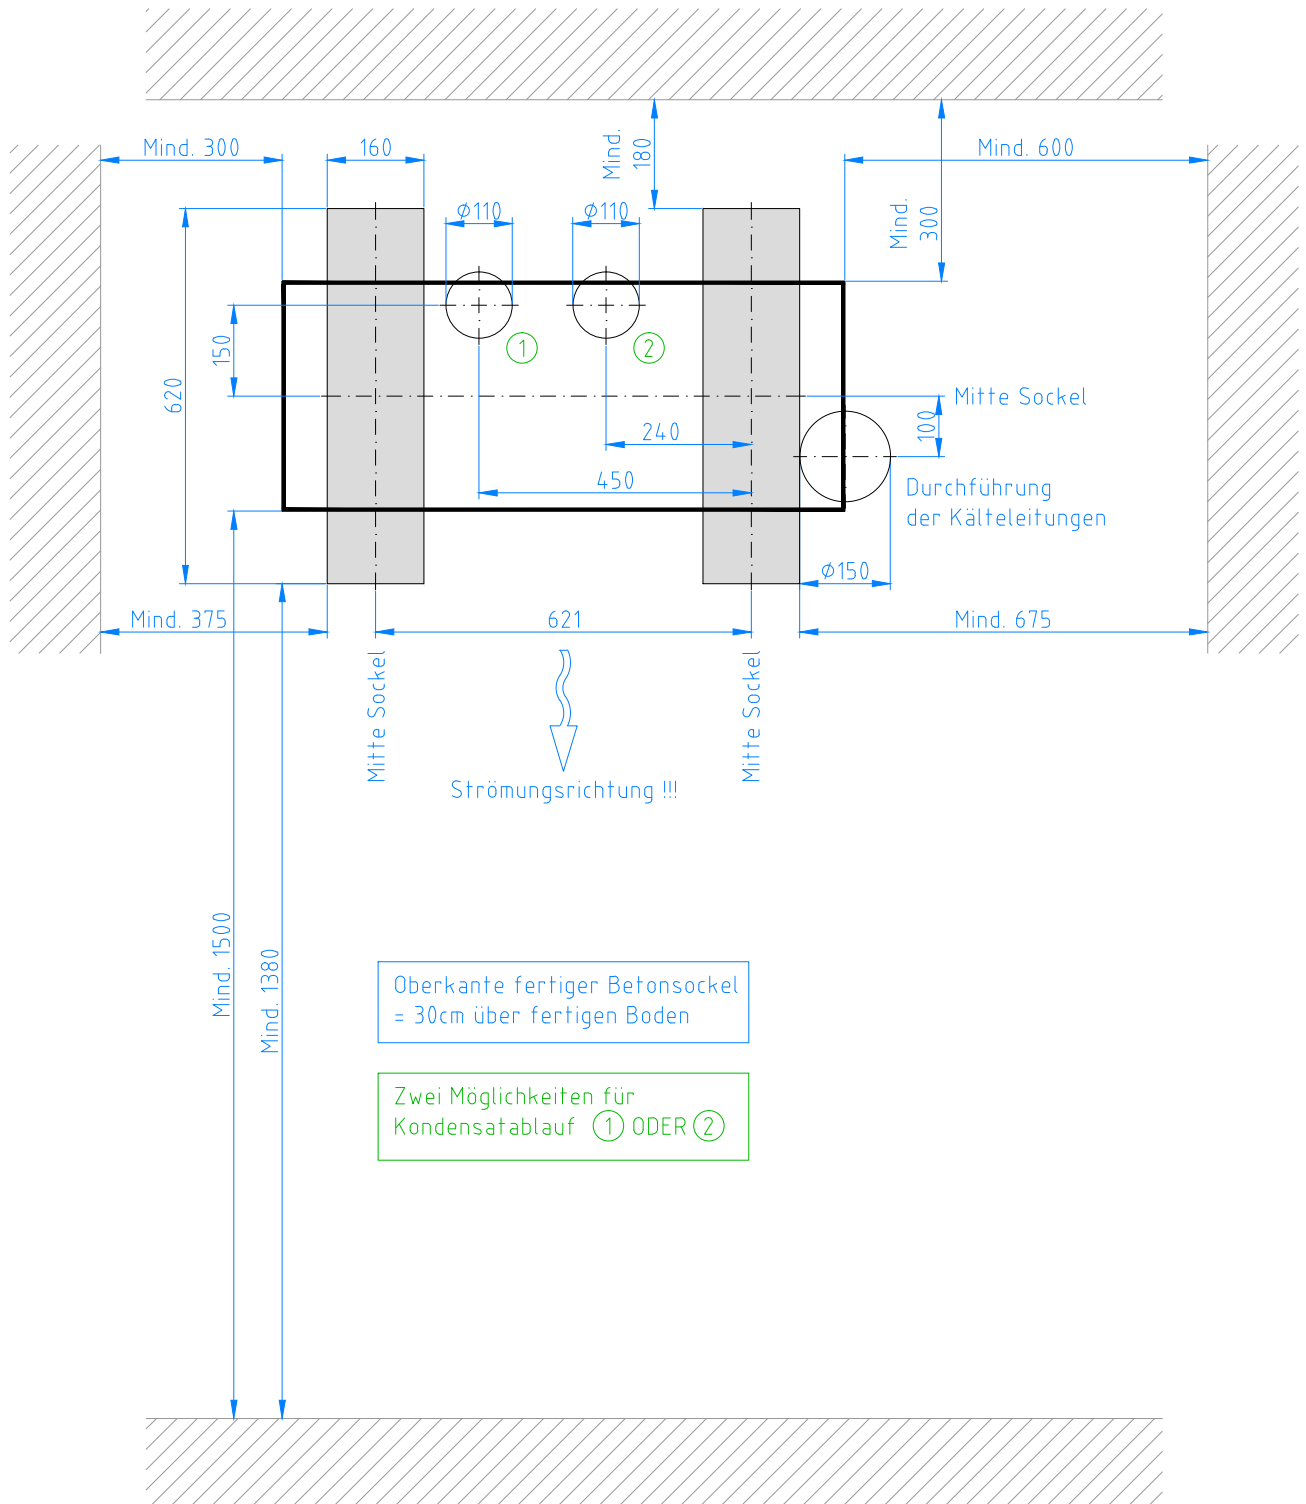 Mind. 300
160
Mind.
180
Mind. 600
Mind.
300
Ø110
Ø110
150
620
1
2
Mitte Sockel
100
240
450
Durchführung
der Kälteleitungen
Ø150
Mind. 375
621
Mind. 675
Mitte Sockel
Mitte Sockel
Strömungsrichtung !!!
Mind. 1500
Mind. 1380
Oberkante fertiger Betonsockel
= 30cm über fertigen Boden
Zwei Möglichkeiten für
Kondensatablauf 1 ODER 2